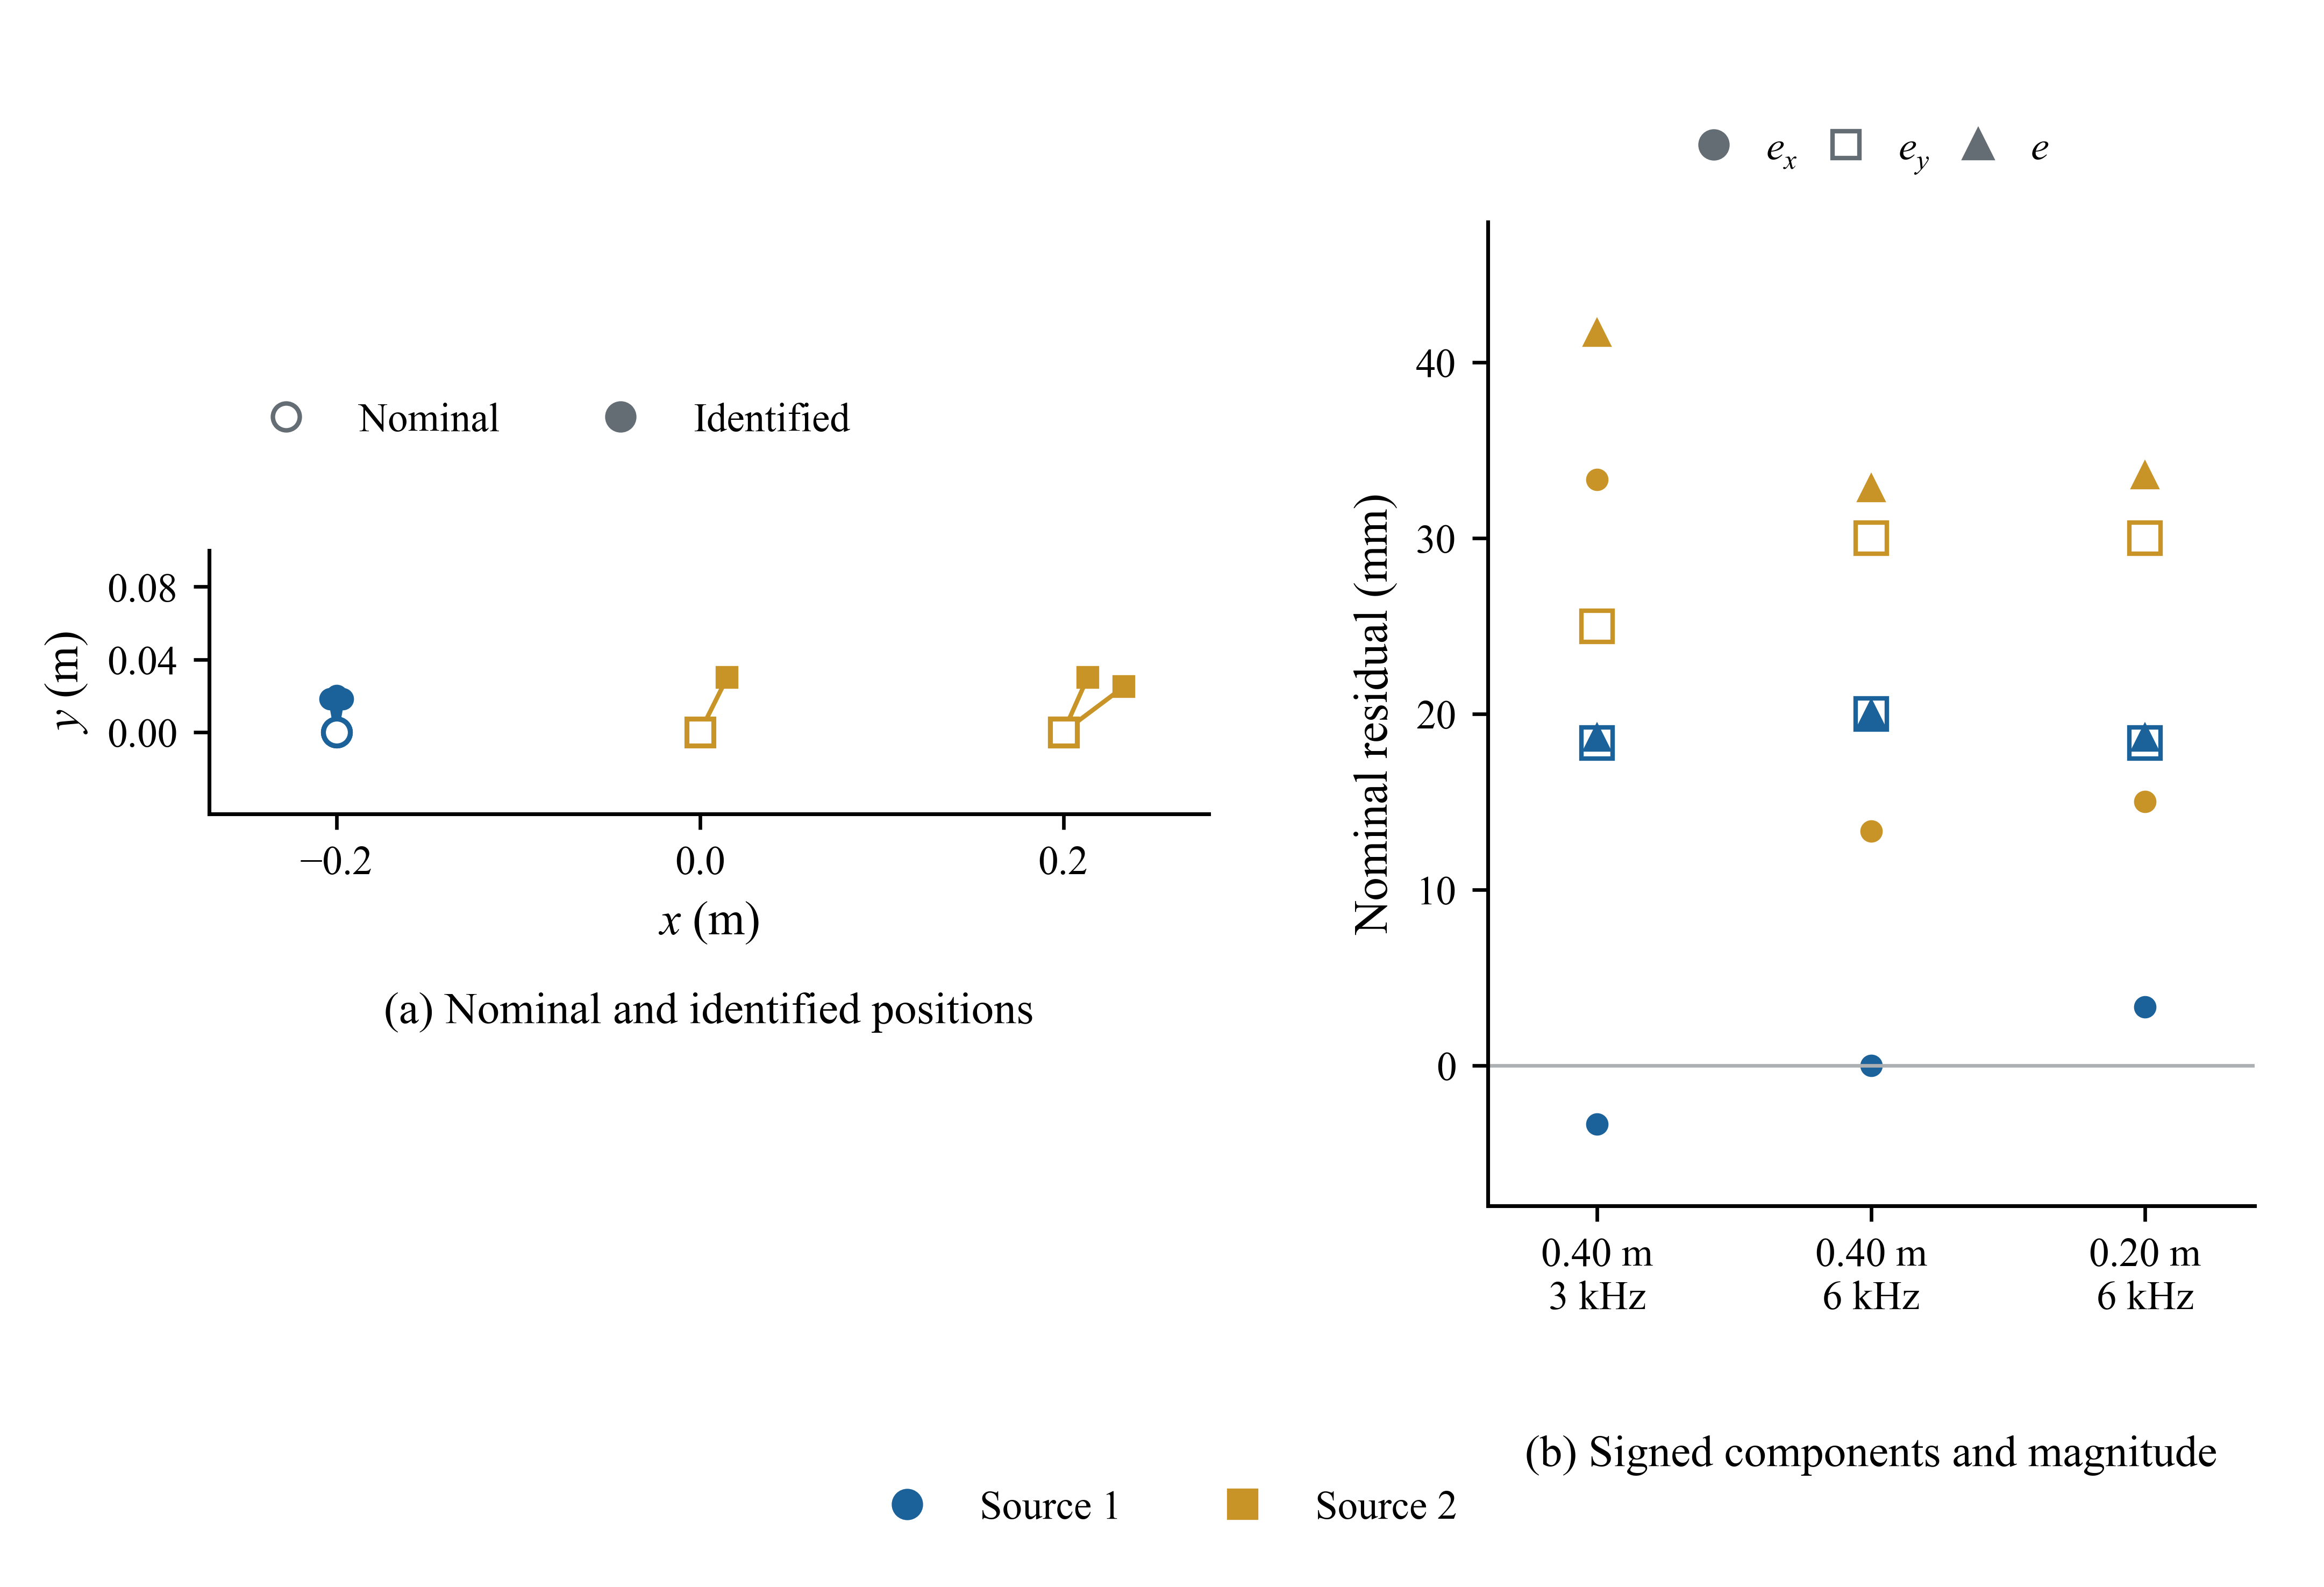 Nominal
Identified
y (m)
0.08
0.04
0.00
−0.2
0.0
0.2
x (m)
(a) Nominal and identified positions
e_x
e_y
e
Nominal residual (mm)
40
30
20
10
0
0.40 m
3 kHz
0.40 m
6 kHz
0.20 m
6 kHz
(b) Signed components and magnitude
Source 1
Source 2